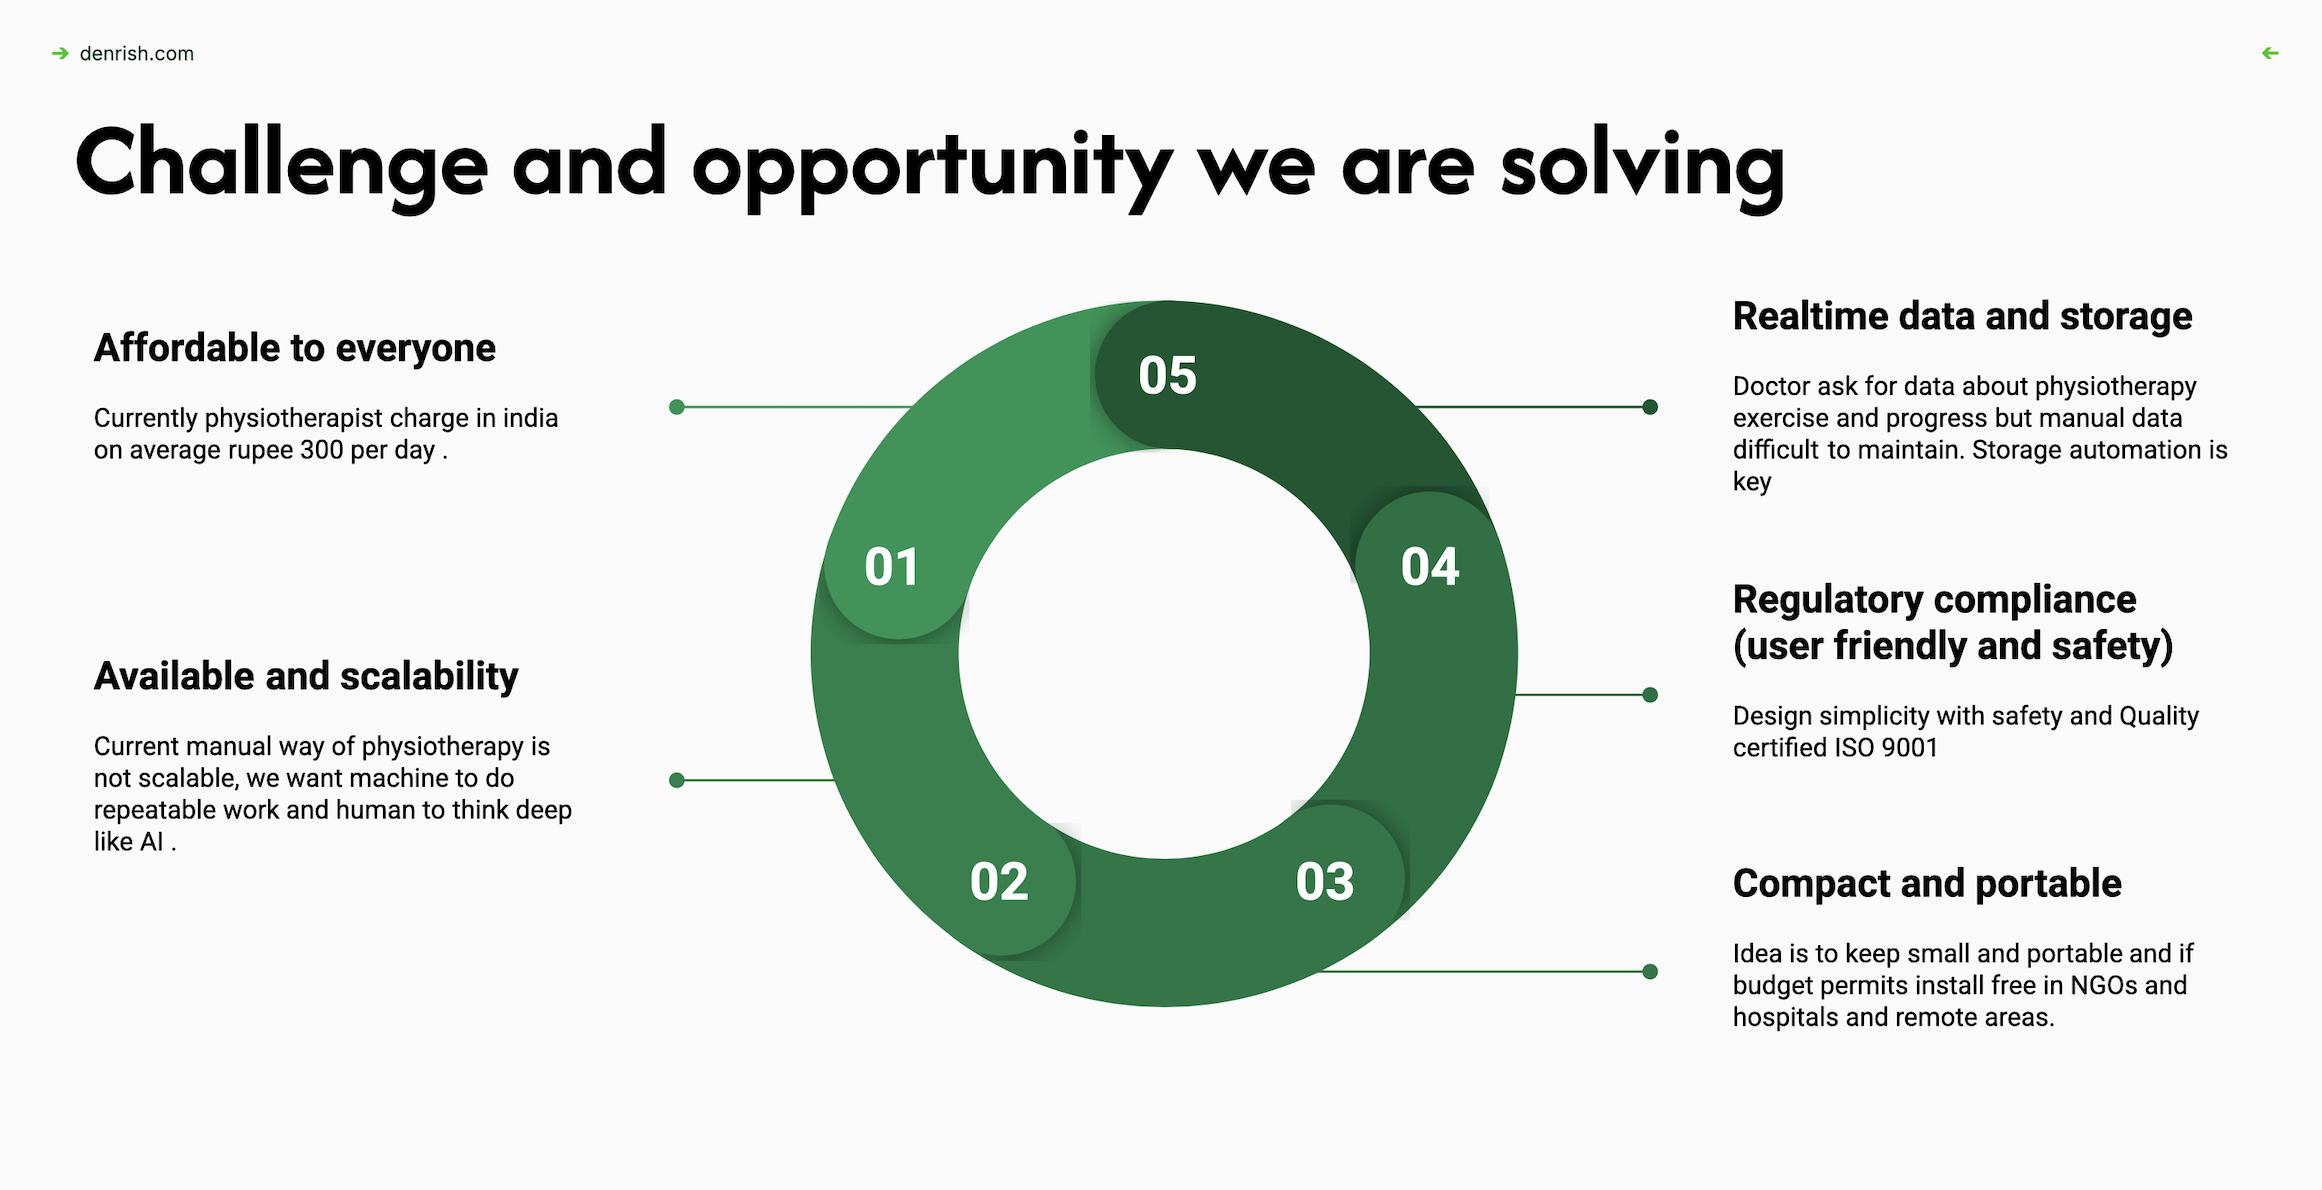 denrish.com
Challenge and opportunity we are solving
Affordable to everyone
Currently physiotherapist charge in india
on average rupee 300 per day .
Available and scalability
Current manual way of physiotherapy is
not scalable, we want machine to do
repeatable work and human to think deep
like AI .
05
01
04
02
03
Realtime data and storage
Doctor ask for data about physiotherapy
exercise and progress but manual data
difficult to maintain. Storage automation is
key
Regulatory compliance
(user friendly and safety)
Design simplicity with safety and Quality
certified ISO 9001
Compact and portable
Idea is to keep small and portable and if
budget permits install free in NGOs and
hospitals and remote areas.